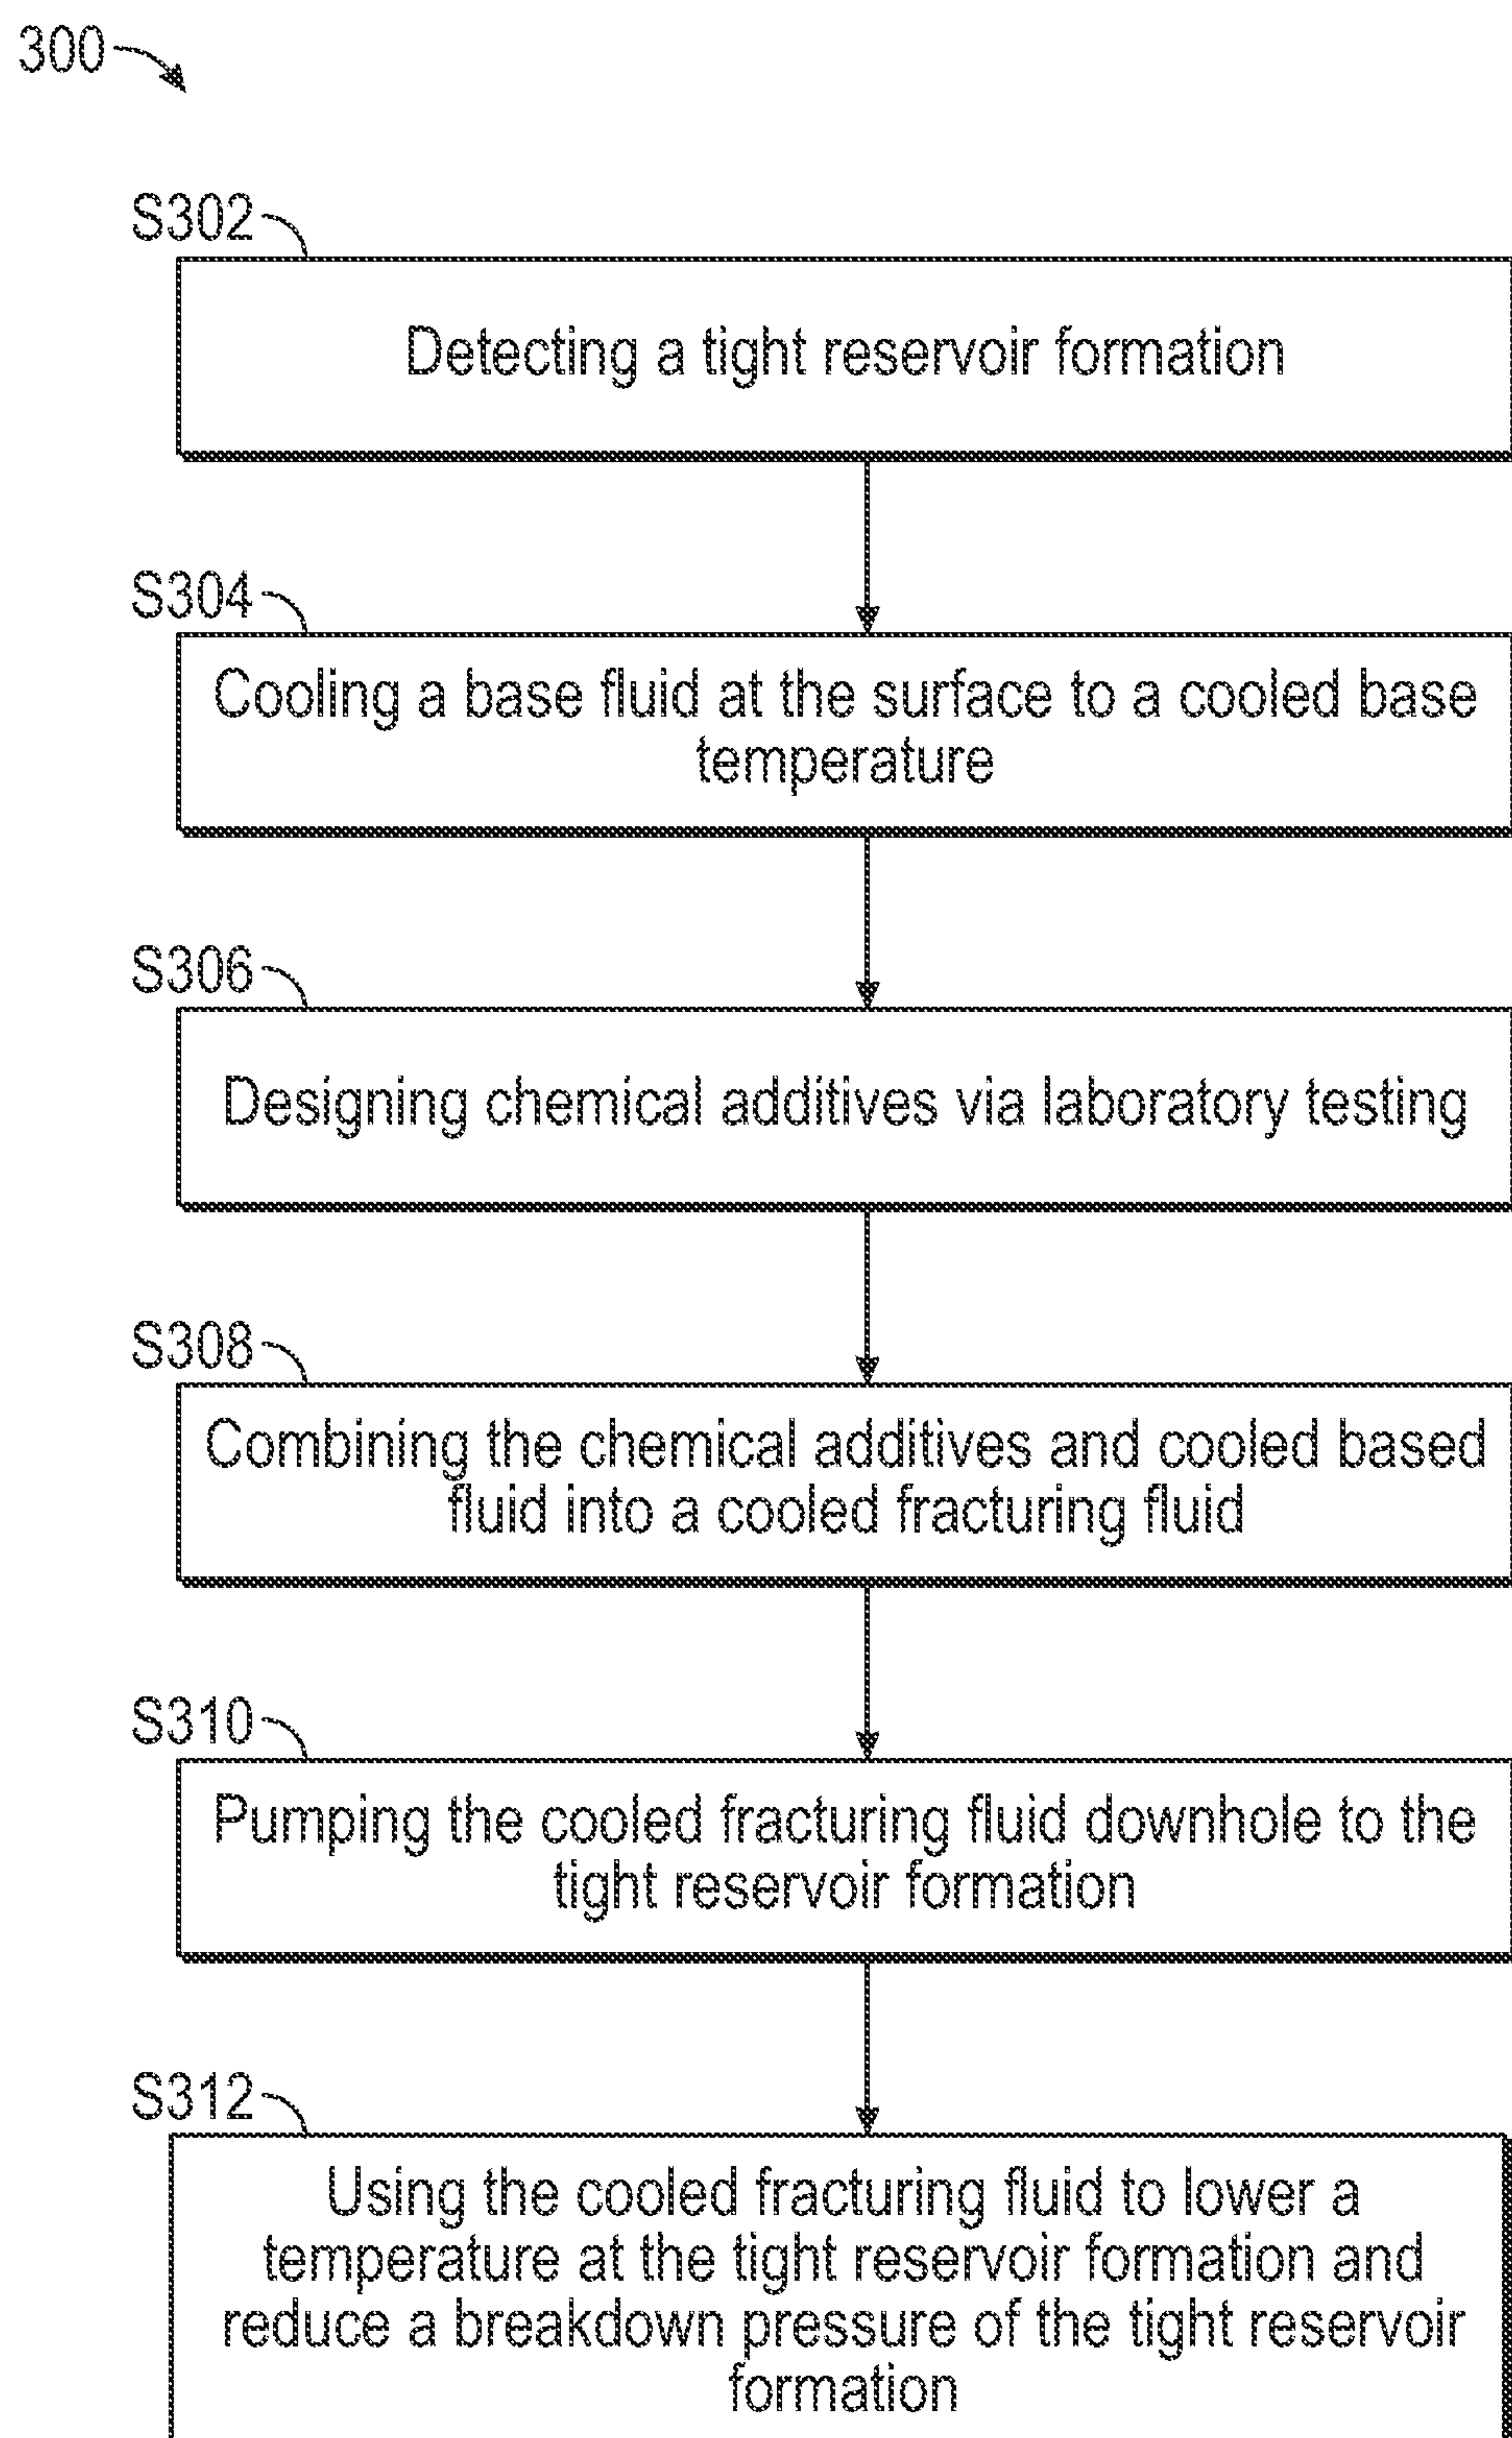 300
S302
Detecting a tight reservoir formation
S304
Cooling a base fluid at the surface to a cooled base
temperature
S306
Designing chemical additives via laboratory testing
S308
Combining the chemical additives and cooled based
fluid into a cooled fracturing fluid
S310
Pumping the cooled fracturing fluid downhole to the
tight reservoir formation
S312
Using the cooled fracturing fluid to lower a
temperature at the tight reservoir formation and
reduce a breakdown pressure of the tight reservoir
formation